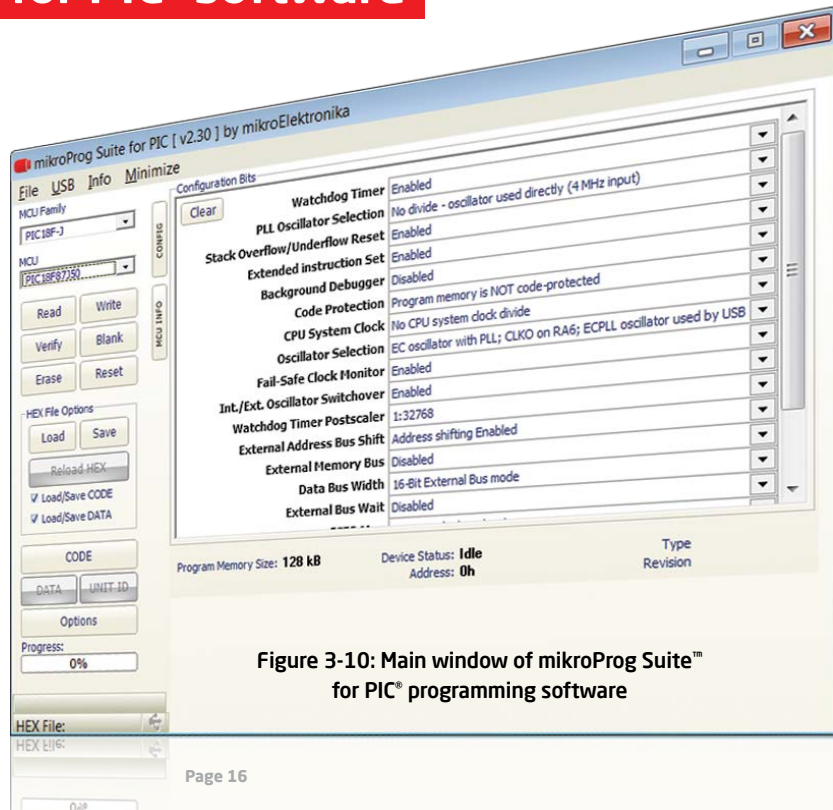 for PIC® software
mikroProg Suite for PIC [ v2.30 ] by mikroElektronika
File USB Info Minimize
MCU Family
PIC18F-J
MCU
PIC18F87J50
Read Write
Verify Blank
Erase Reset
HEX File Options
Load Save
Reload HEX
Load/Save CODE
Load/Save DATA
CODE
DATA UNIT ID
Options
Progress:
0%
HEX File:
CONFIG
MCU INFO
Configuration Bits
Clear
Watchdog Timer Enabled
PLL Oscillator Selection No divide - oscillator used directly (4 MHz input)
Stack Overflow/Underflow Reset Enabled
Extended instruction Set Enabled
Background Debugger Disabled
Code Protection Program memory is NOT code-protected
CPU System Clock No CPU system clock divide
Oscillator Selection EC oscillator with PLL; CLKO on RA6; ECPLL oscillator used by USB
Fail-Safe Clock Monitor Enabled
Int./Ext. Oscillator Switchover Enabled
Watchdog Timer Postscaler 1:32768
External Address Bus Shift Address shifting Enabled
External Memory Bus Disabled
Data Bus Width 16-Bit External Bus mode
External Bus Wait Disabled
Program Memory Size: 128 kB
Device Status: Idle
Address: 0h
Type
Revision
Figure 3-10: Main window of mikroProg Suite™
for PIC® programming software
HEX File:
Page 16
0%